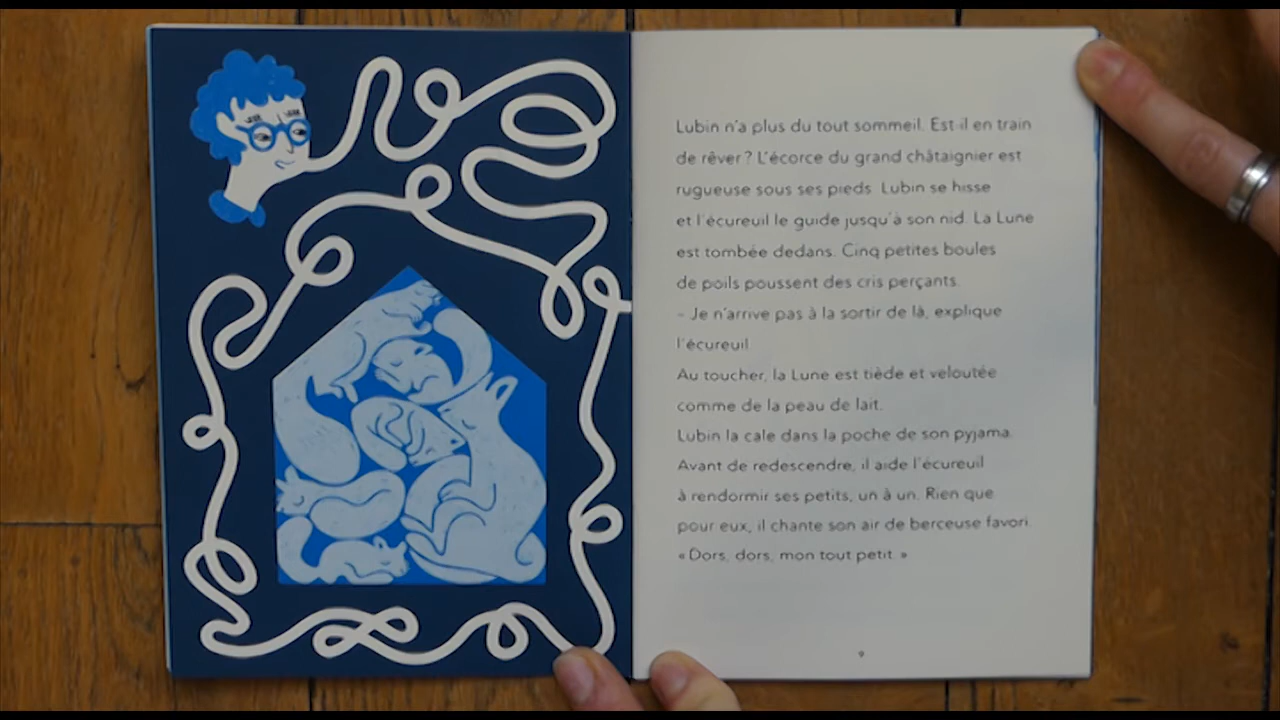 Lubin n'a plus du tout sommeil. Est-il en train
de rêver ? L'écorce du grand châtaignier est
rugueuse sous ses pieds. Lubin se hisse
et l'écureuil le guide jusqu'à son nid. La Lune
est tombée dedans. Cinq petites boules
de poils poussent des cris perçants.
– Je n'arrive pas à la sortir de là, explique
l'écureuil.
Au toucher, la Lune est tiède et veloutée
comme de la peau de lait.
Lubin la cale dans la poche de son pyjama.
Avant de redescendre, il aide l'écureuil
à rendormir ses petits, un à un. Rien que
pour eux, il chante son air de berceuse favori.
« Dors, dors, mon tout petit. »
9